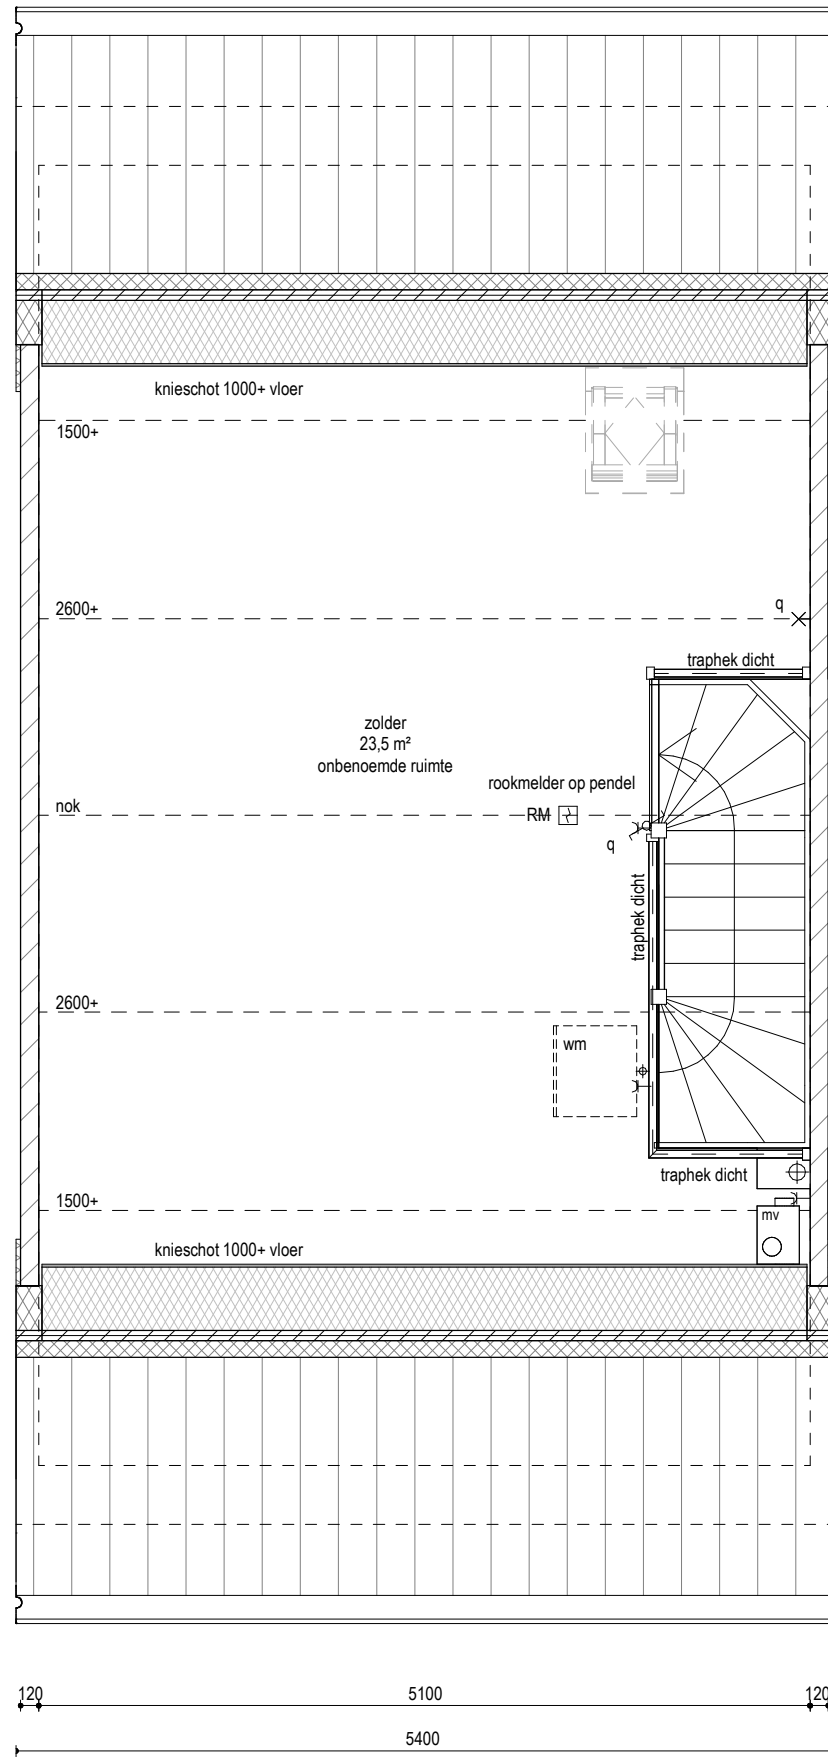 knieschot 1000+ vloer
1500+
2600+
q
traphek dicht
zolder
23,5 m²
onbenoemde ruimte
rookmelder op pendel
nok
RM
q
traphek dicht
2600+
wm
traphek dicht
1500+
mv
knieschot 1000+ vloer
120
5100
120
5400